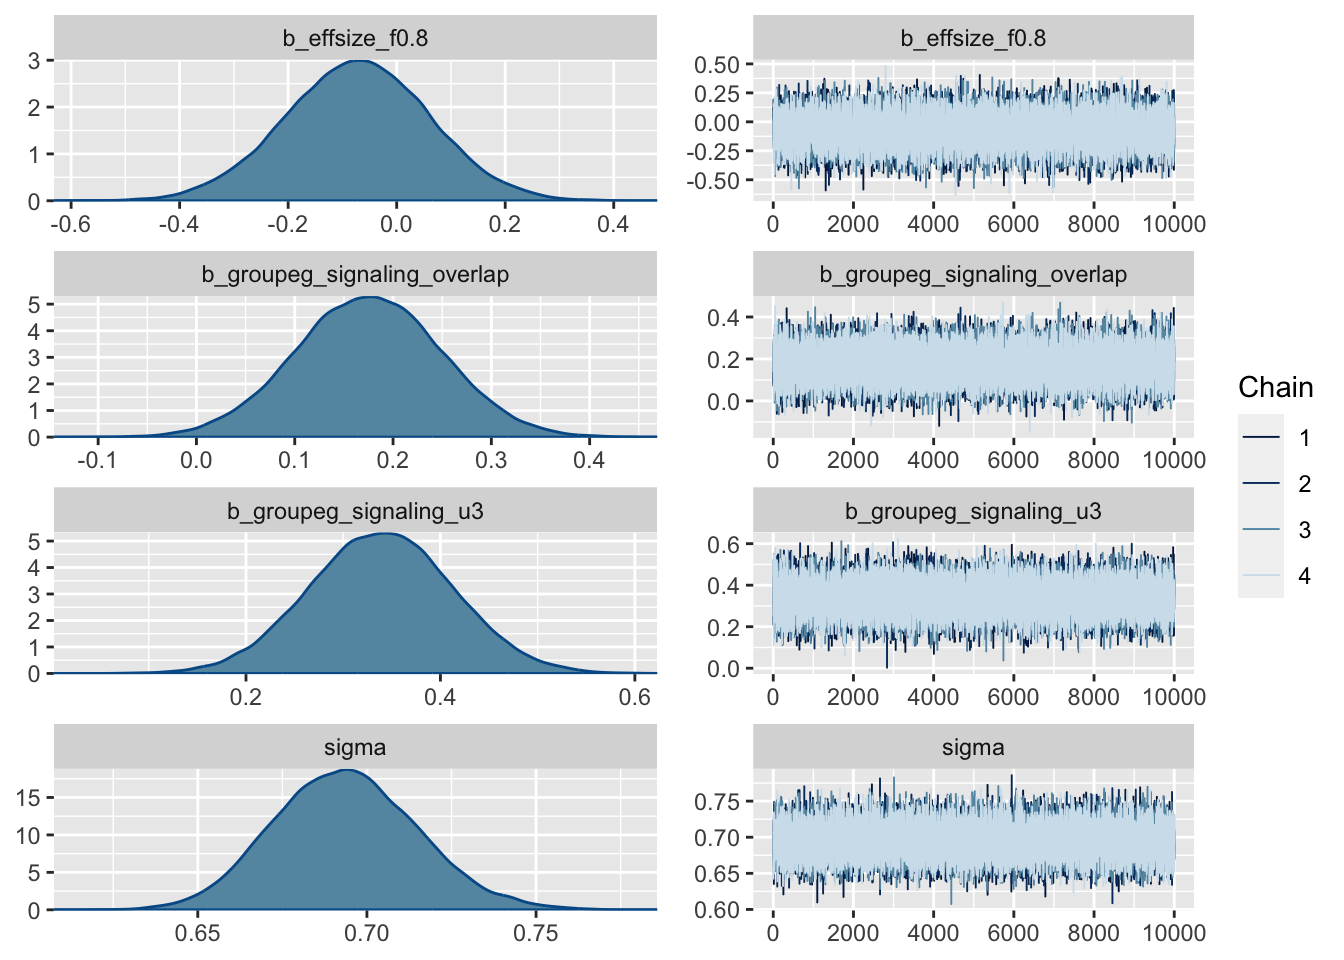 b_effsize_f0.8
3
2
1
0
-0.6 -0.4 -0.2 0.0 0.2 0.4
b_effsize_f0.8
0.50
0.25
0.00
-0.25
-0.50
0 2000 4000 6000 8000 10000
b_groupeg_signaling_overlap
5
4
3
2
1
0
-0.1 0.0 0.1 0.2 0.3 0.4
b_groupeg_signaling_overlap
0.4
0.2
0.0
0 2000 4000 6000 8000 10000
b_groupeg_signaling_u3
5
4
3
2
1
0
0.2 0.4 0.6
b_groupeg_signaling_u3
0.6
0.4
0.2
0.0
0 2000 4000 6000 8000 10000
sigma
15
10
5
0
0.65 0.70 0.75
sigma
0.75
0.70
0.65
0.60
0 2000 4000 6000 8000 10000
Chain
1
2
3
4